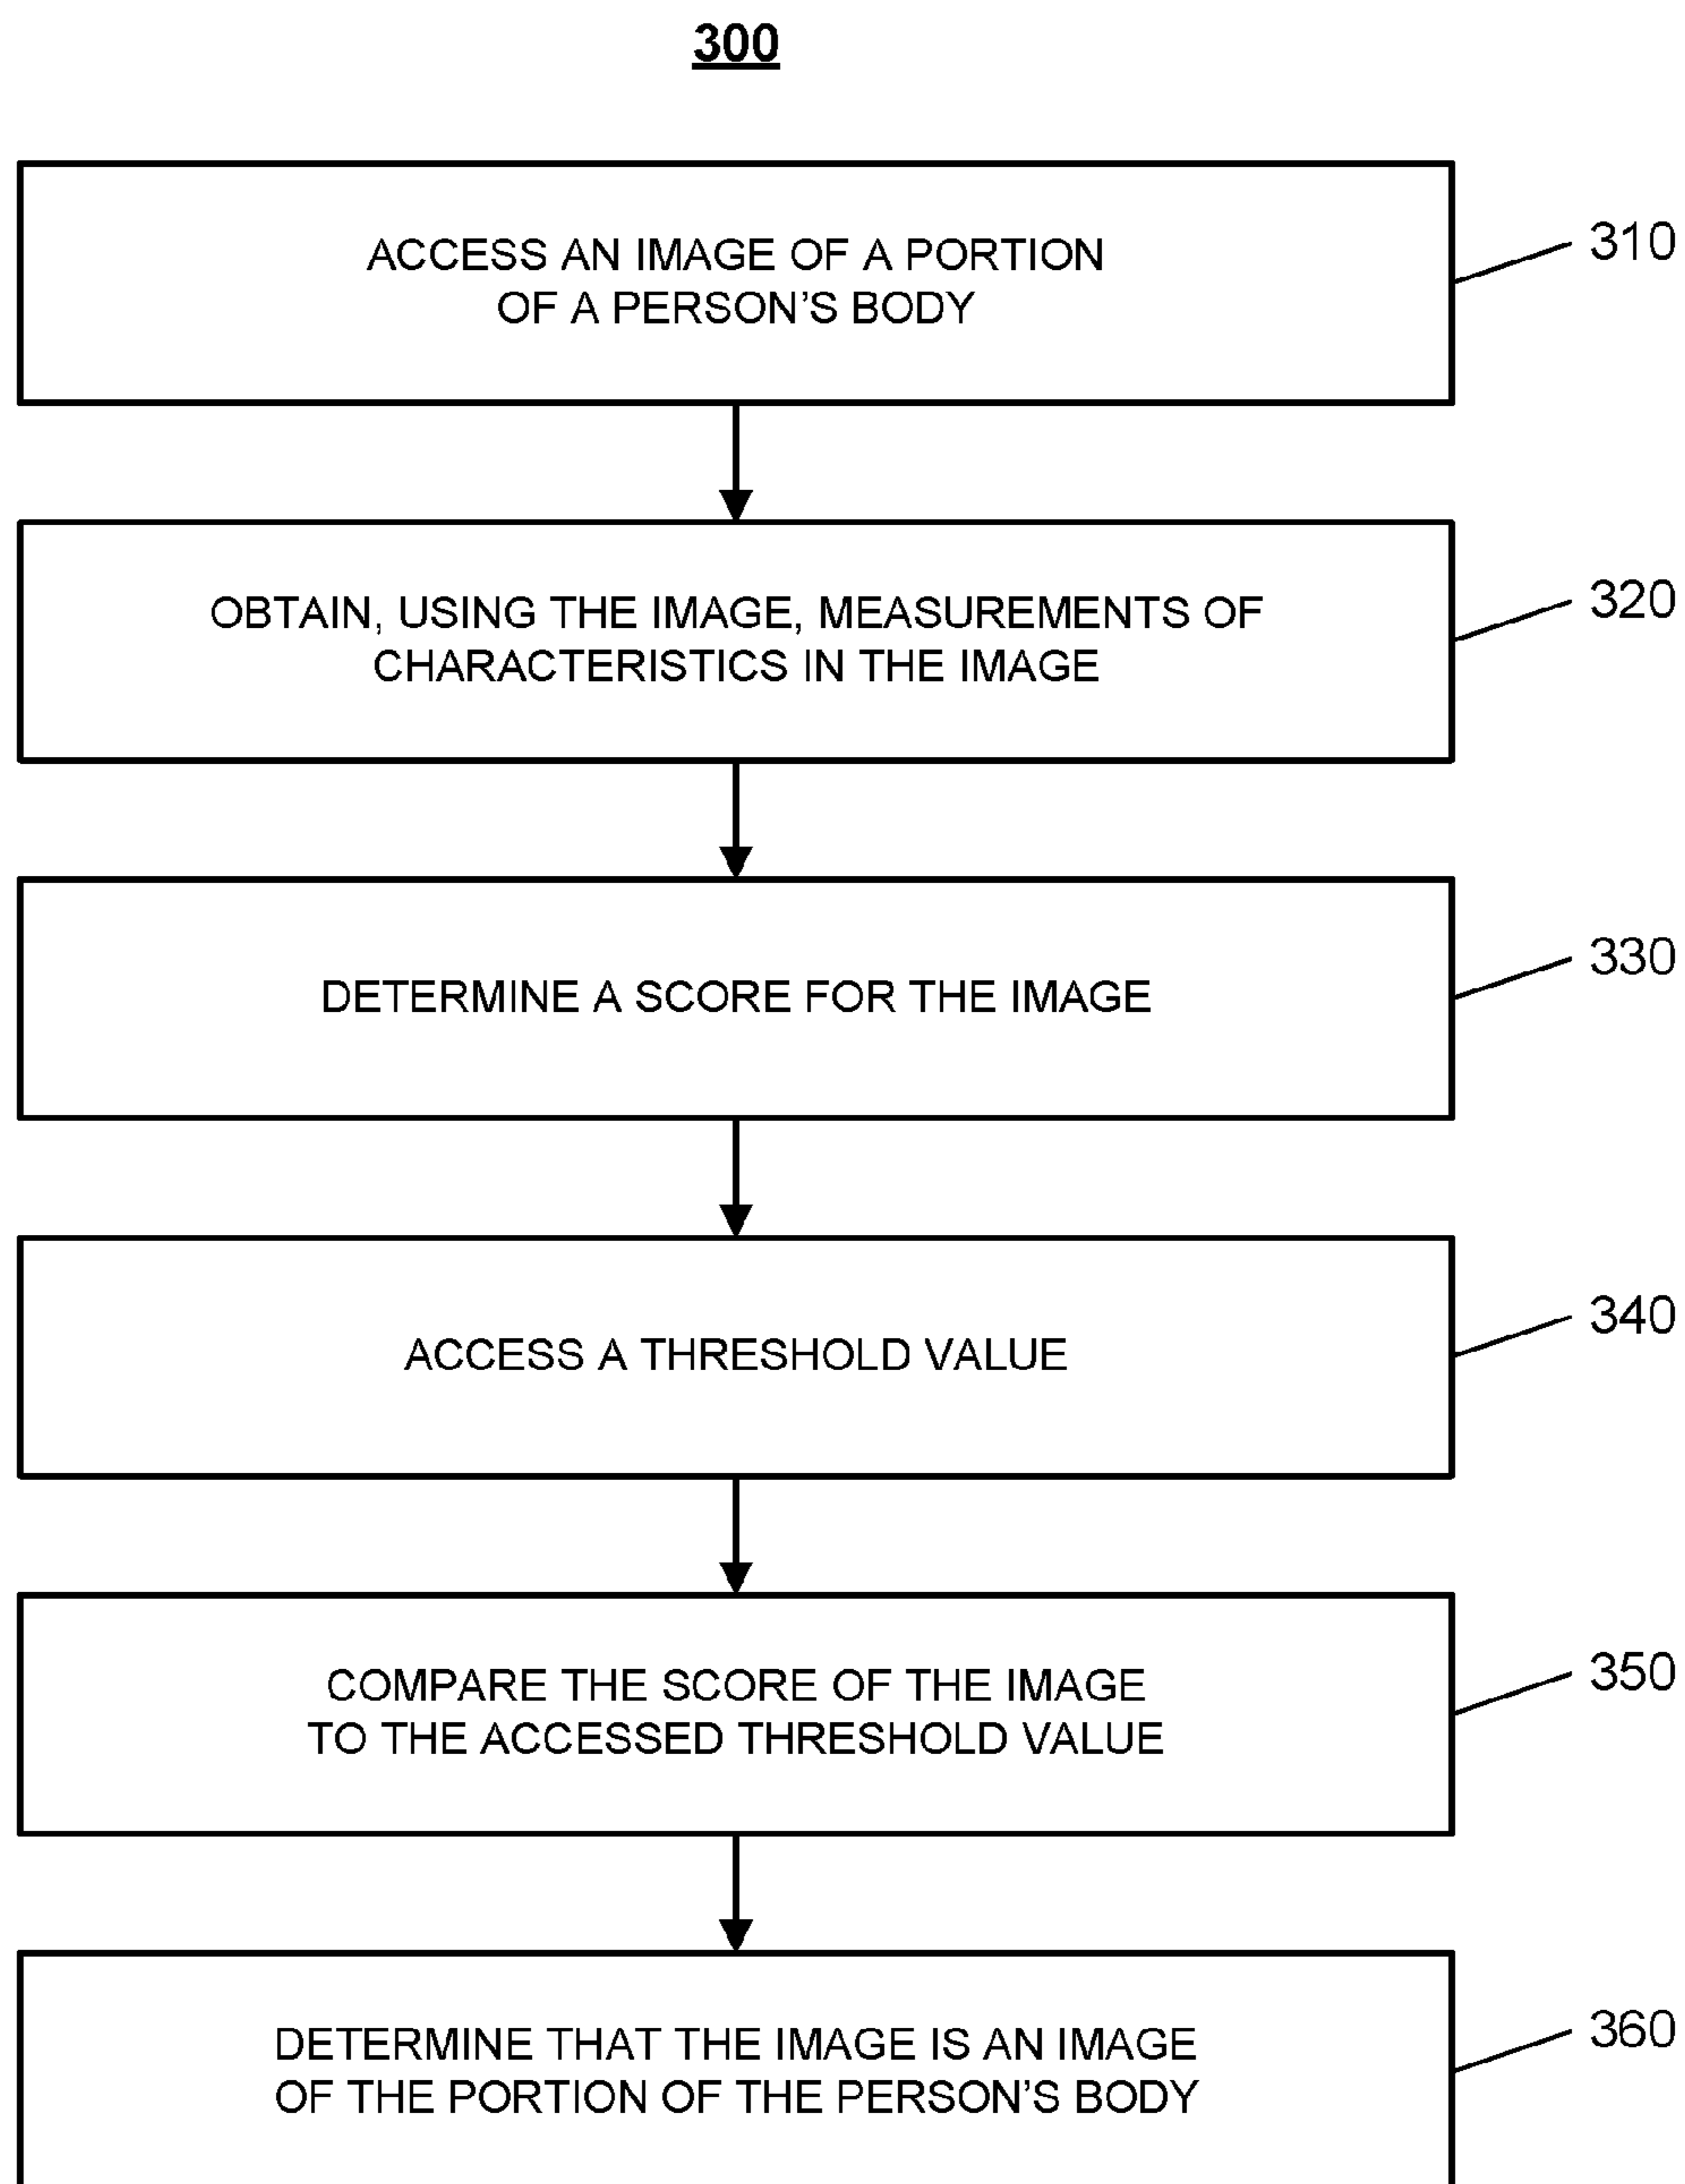 300
ACCESS AN IMAGE OF A PORTION
OF A PERSON'S BODY
310
OBTAIN, USING THE IMAGE, MEASUREMENTS OF
CHARACTERISTICS IN THE IMAGE
320
DETERMINE A SCORE FOR THE IMAGE
330
ACCESS A THRESHOLD VALUE
340
COMPARE THE SCORE OF THE IMAGE
TO THE ACCESSED THRESHOLD VALUE
350
DETERMINE THAT THE IMAGE IS AN IMAGE
OF THE PORTION OF THE PERSON'S BODY
360